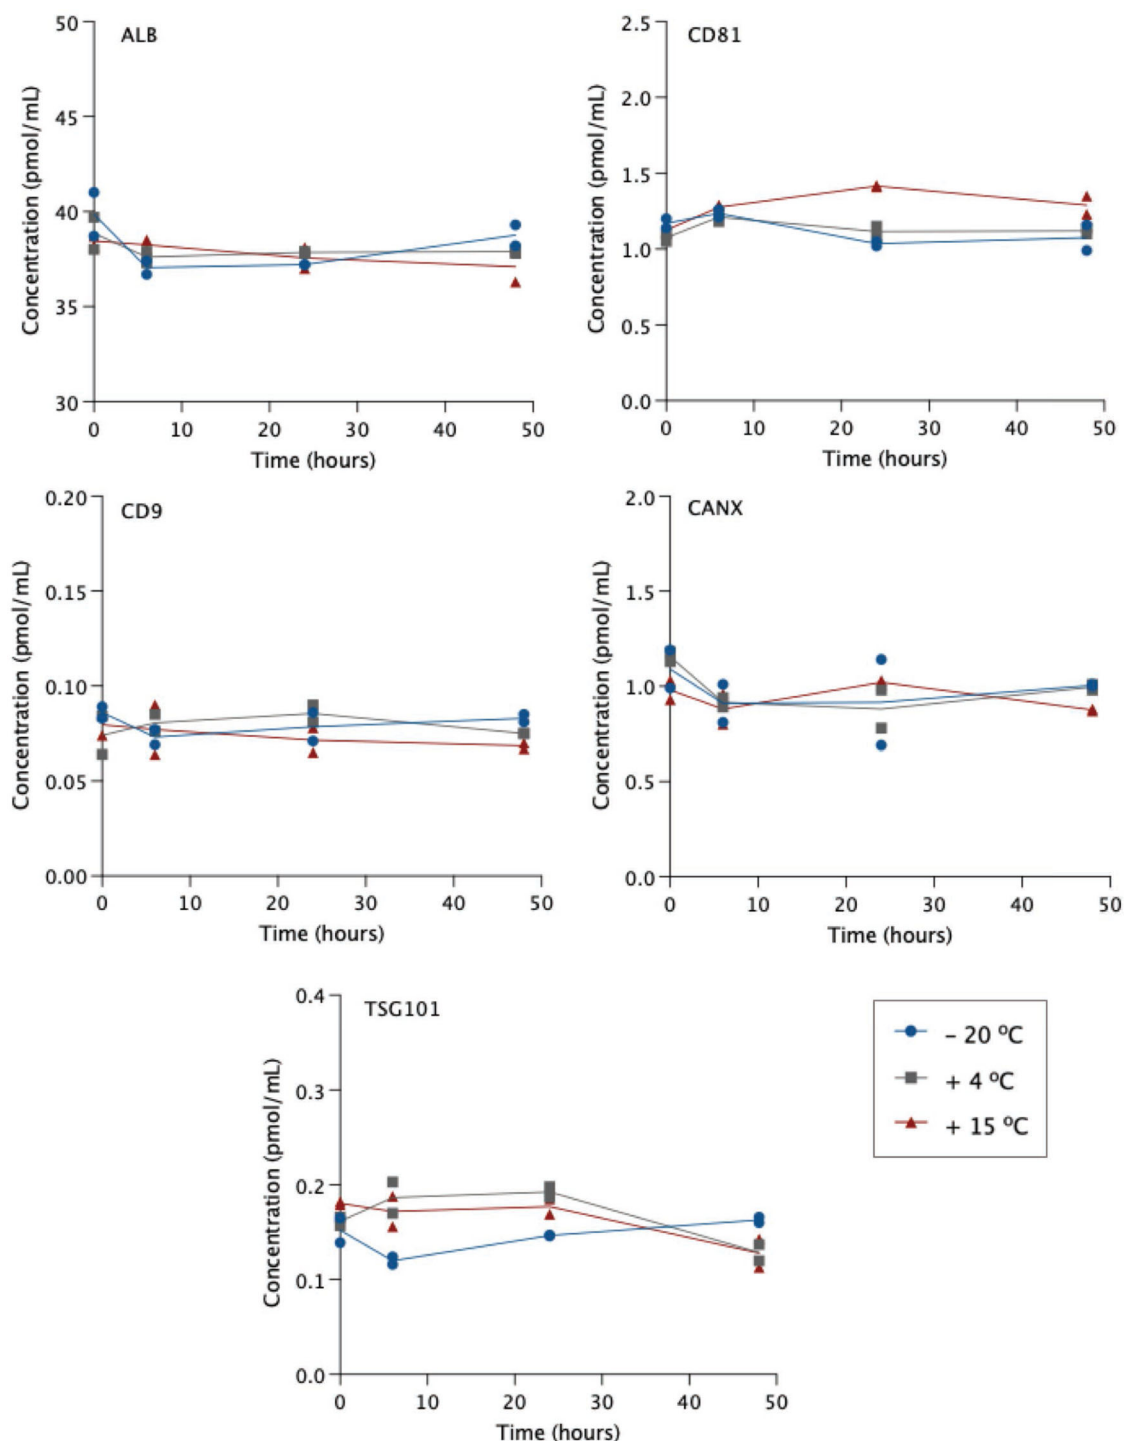 ALB
Concentration (pmol/mL)
50
45
40
35
30
0 10 20 30 40 50
Time (hours)
CD81
Concentration (pmol/mL)
2.5
2.0
1.5
1.0
0.5
0.0
0 10 20 30 40 50
Time (hours)
CD9
Concentration (pmol/mL)
0.20
0.15
0.10
0.05
0.00
0 10 20 30 40 50
Time (hours)
CANX
Concentration (pmol/mL)
2.0
1.5
1.0
0.5
0.0
0 10 20 30 40 50
Time (hours)
TSG101
Concentration (pmol/mL)
0.4
0.3
0.2
0.1
0.0
0 10 20 30 40 50
Time (hours)
– 20 ºC
+ 4 ºC
+ 15 ºC